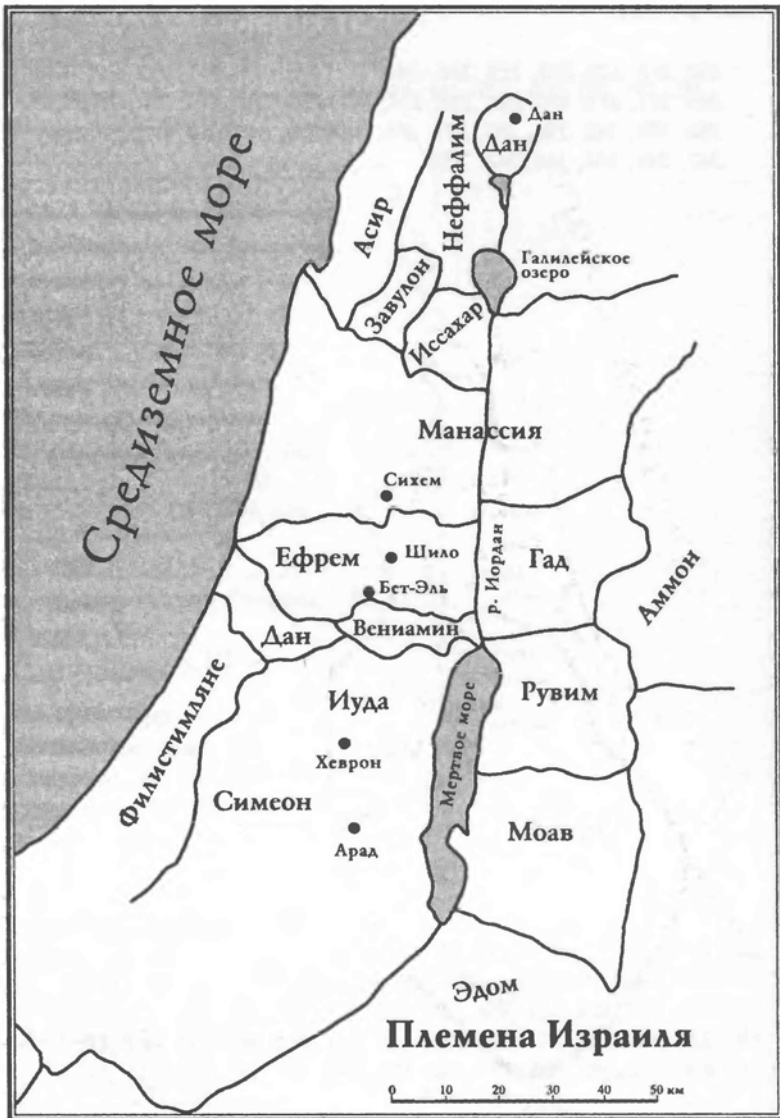 Средиземное море
Асир
Неффалим
Дан
Дан
Галилейское
озеро
Завулон
Иссахар
Манассия
Сихем
Ефрем
Шило
Бет-Эль
р. Иордан
Гад
Аммон
Дан
Вениамин
Филистимляне
Иуда
Хеврон
Рувим
Мертвое море
Симеон
Арад
Моав
Эдом
Племена Израиля
0 10 20 30 40 50 км